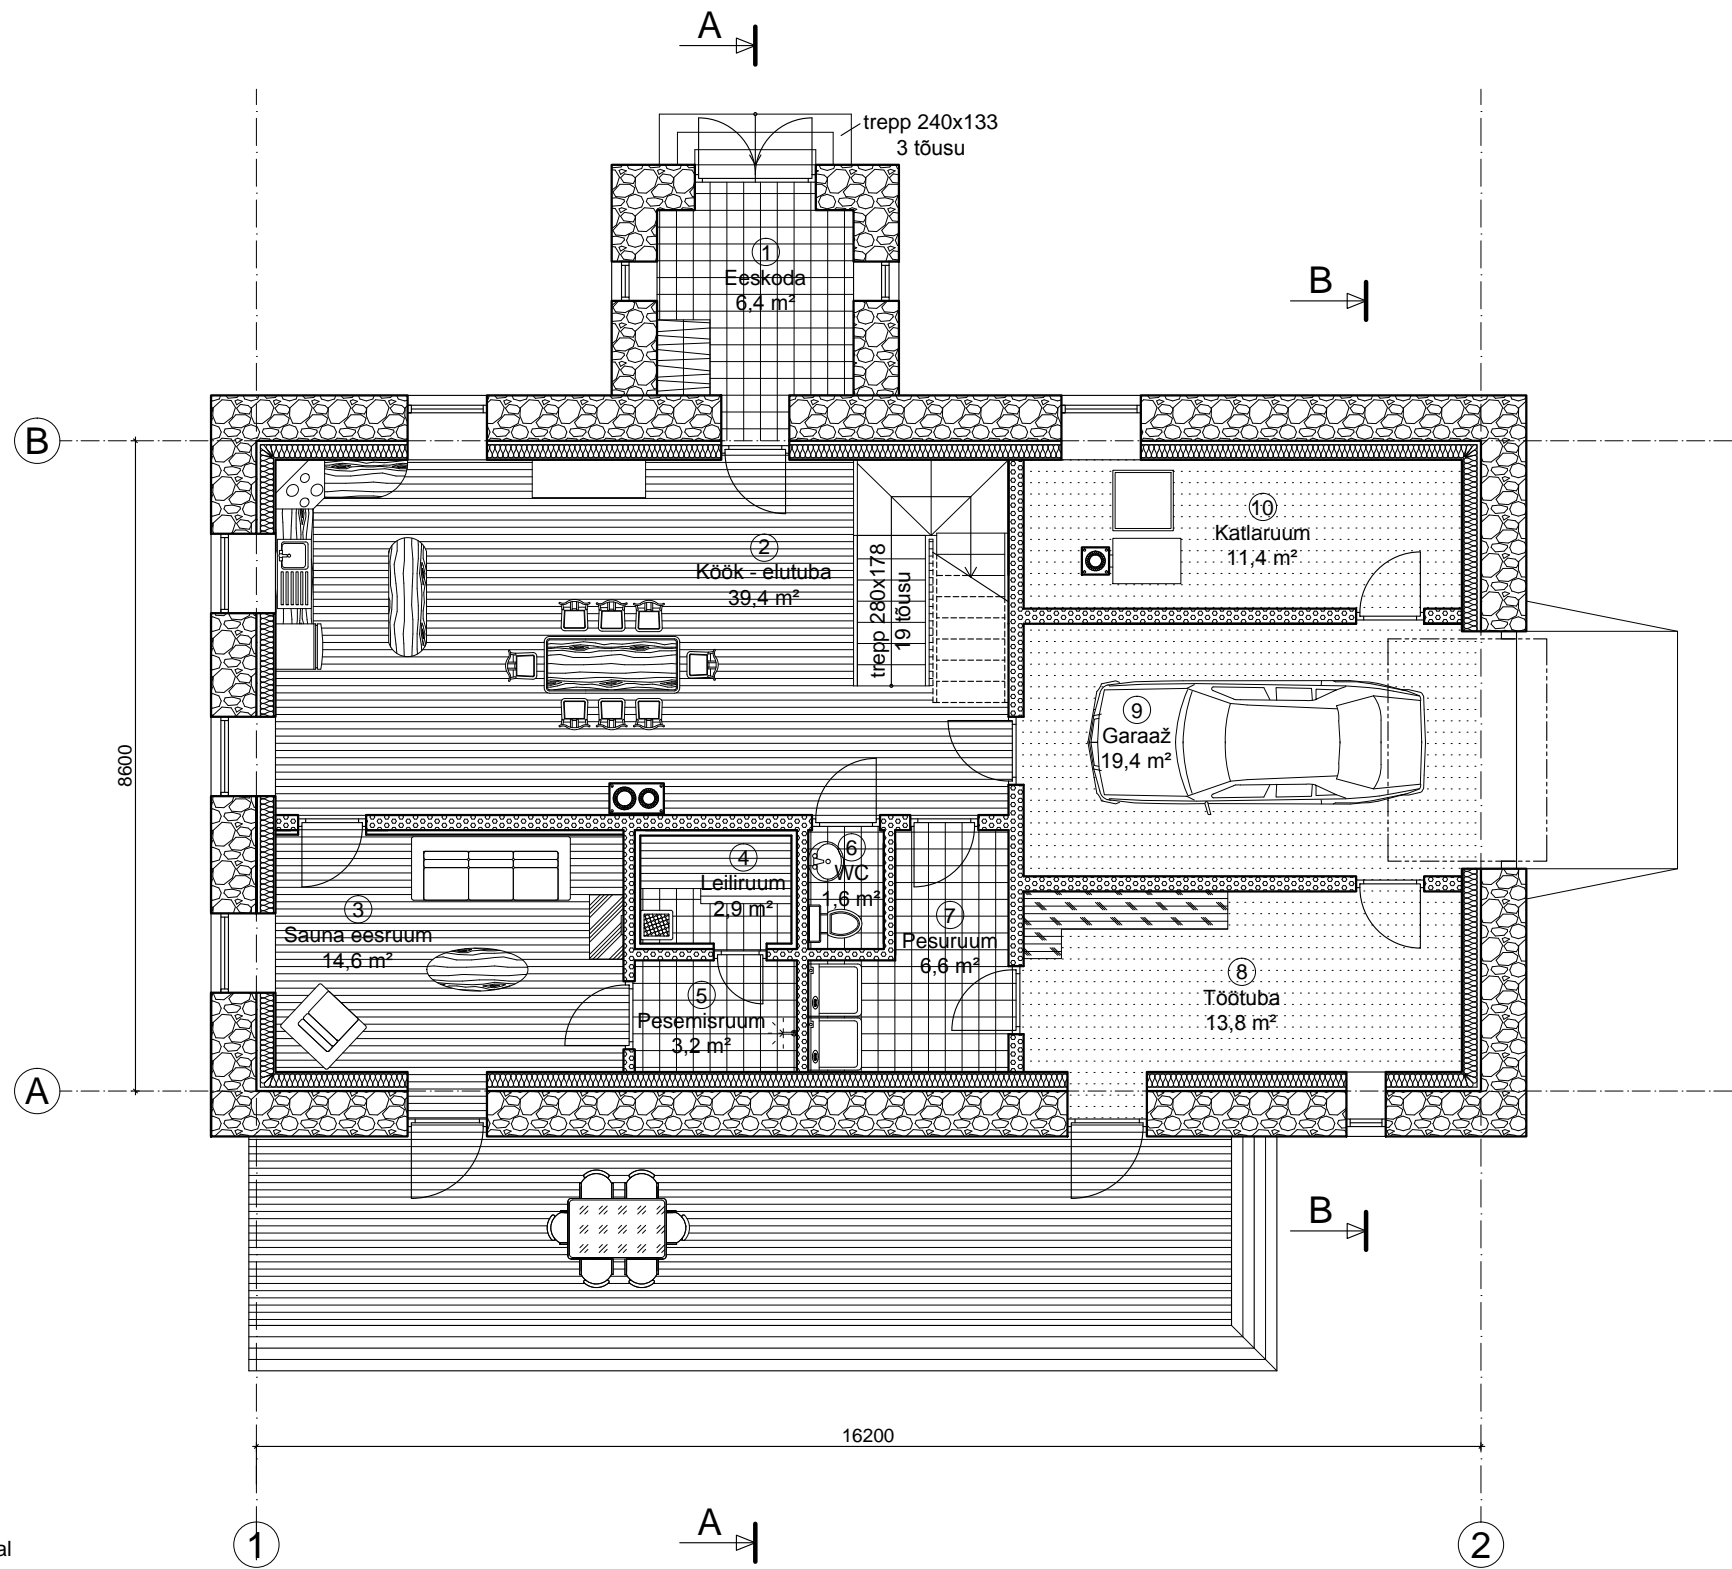 A
trepp 240x133
3 tõusu
1
Eeskoda
6,4 m²
B
B
10
Katlaruum
11,4 m²
2
Köök - elutuba
39,4 m²
trepp 280x178
19 tõusu
9
Garaaž
19,4 m²
8600
4
Leiliruum
2,9 m²
6
WC
1,6 m²
3
Sauna eesruum
14,6 m²
7
Pesuruum
6,6 m²
8
Töötuba
13,8 m²
5
Pesemisruum
3,2 m²
A
B
16200
A
1
2
al